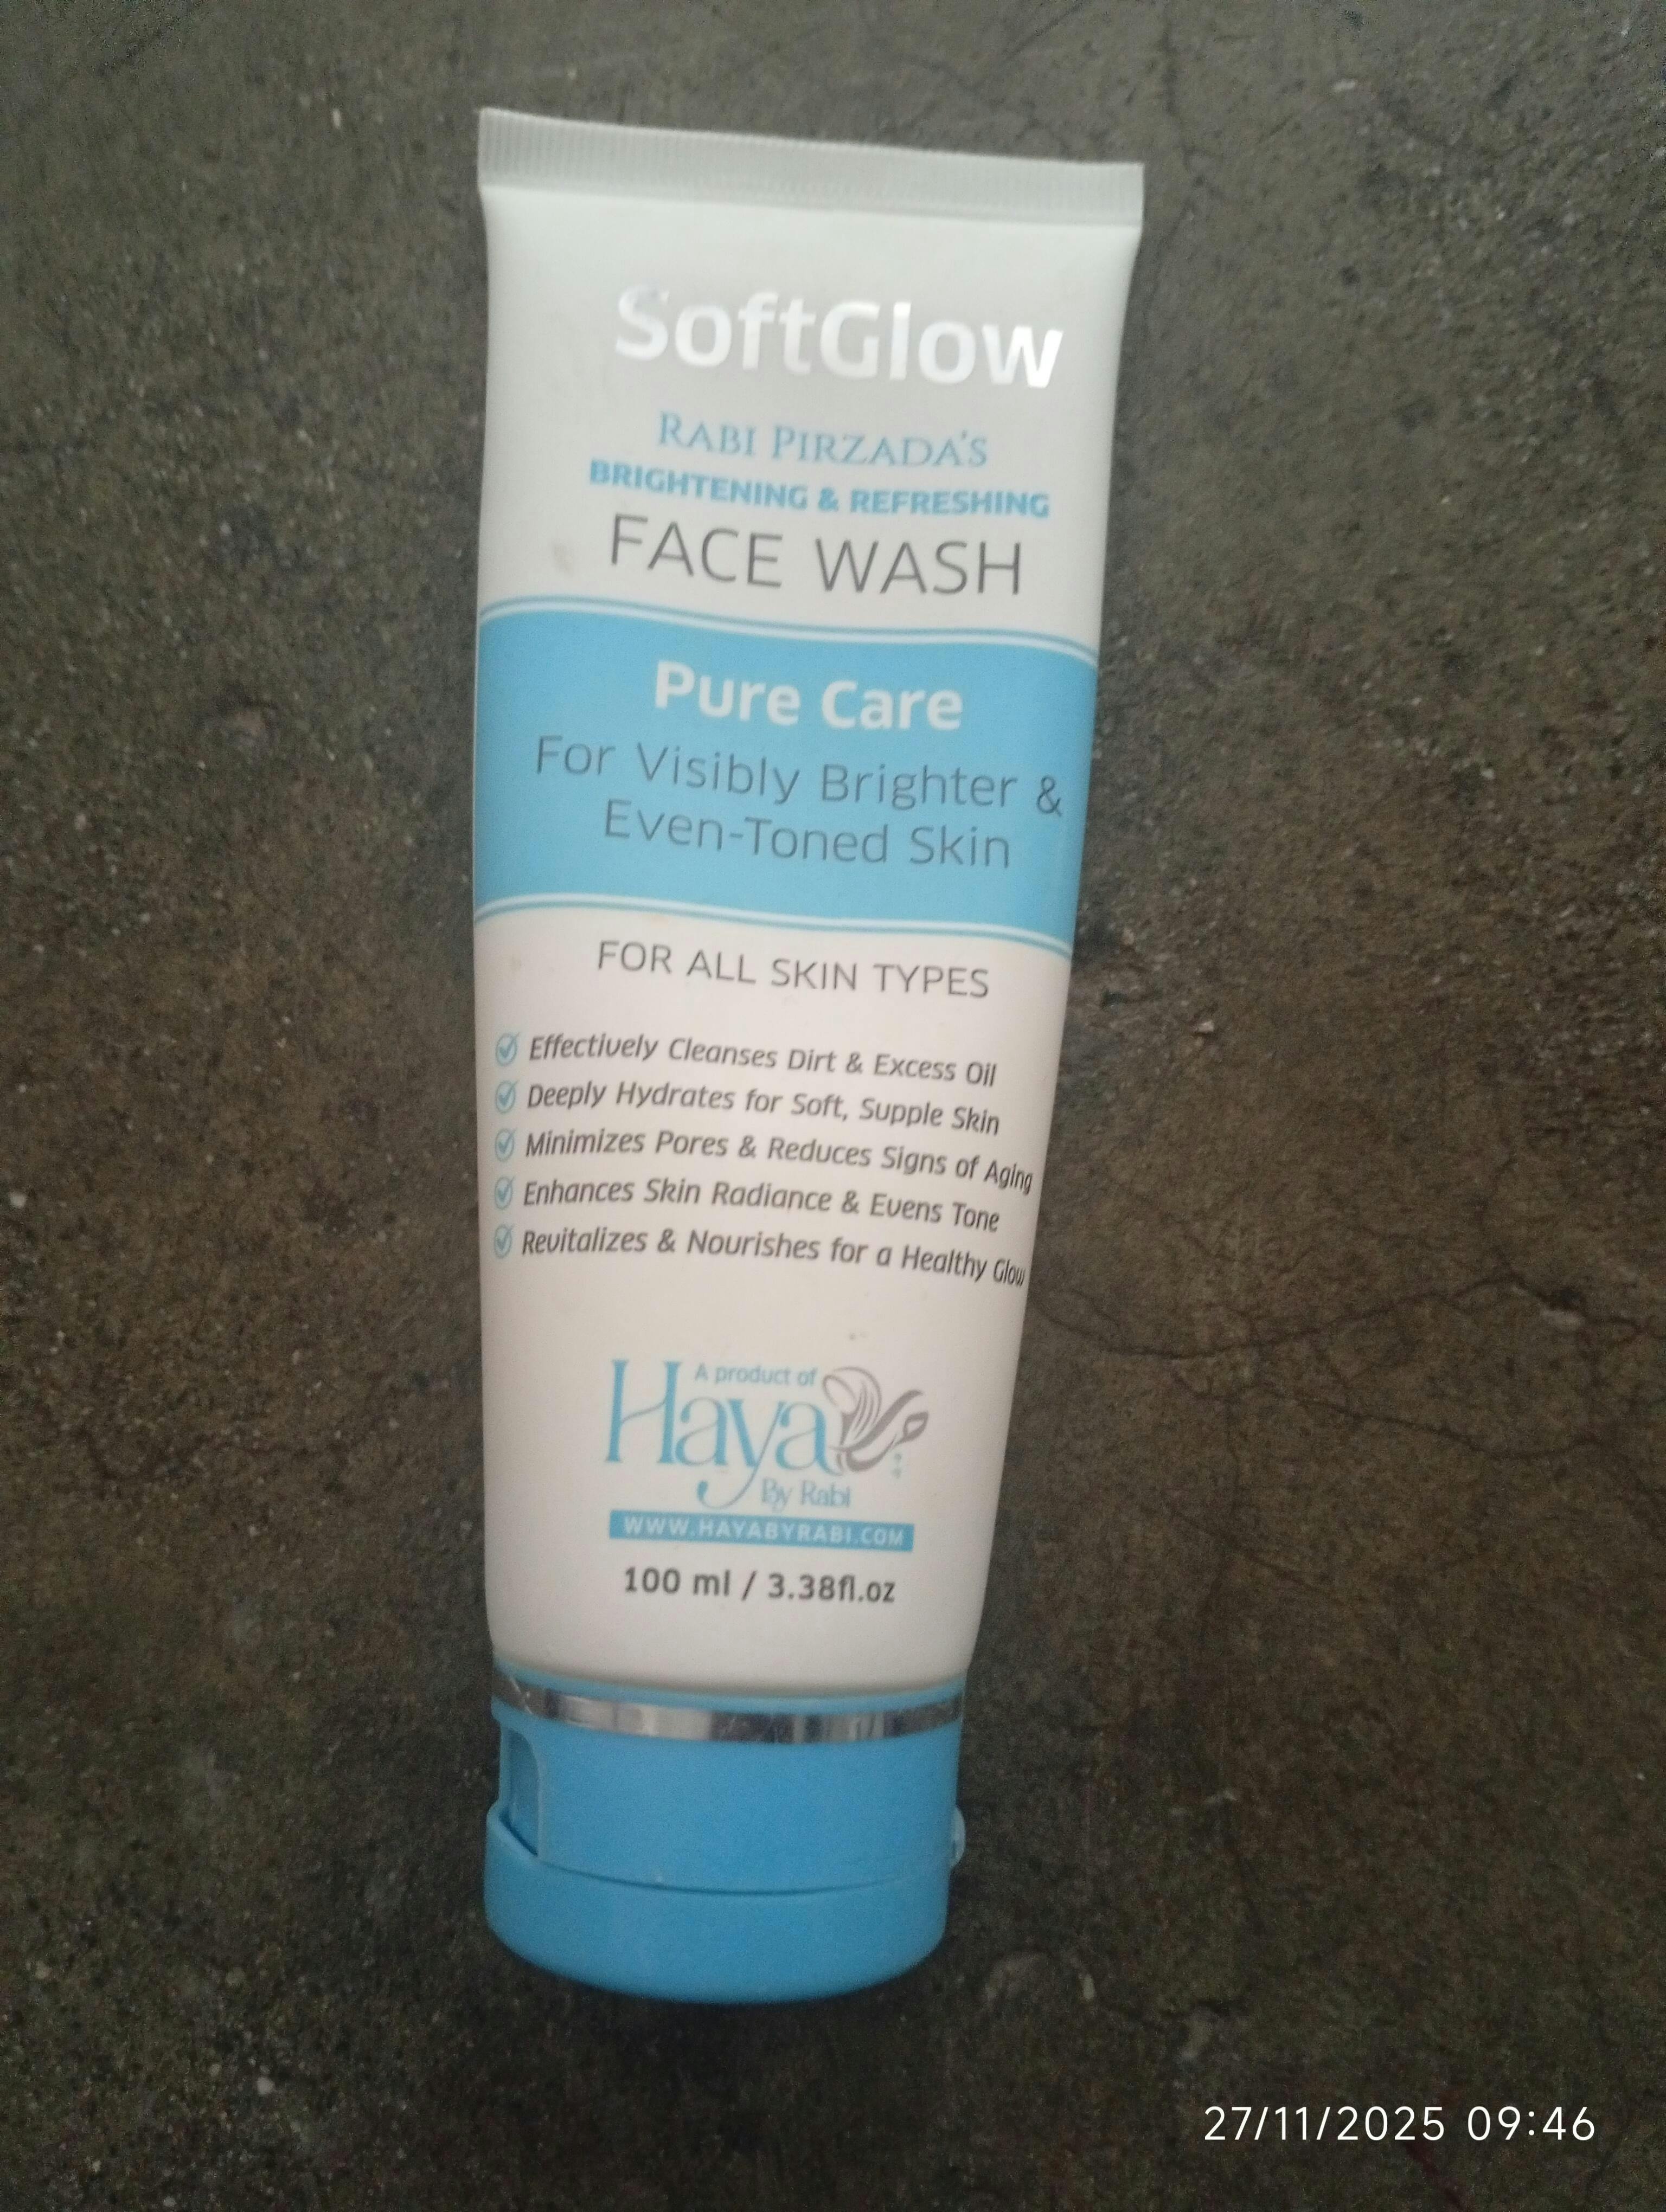 SoftGlow
RABI PIRZADA'S
BRIGHTENING & REFRESHING
FACE WASH
Pure Care
For Visibly Brighter &
Even-Toned Skin
FOR ALL SKIN TYPES
Effectively Cleanses Dirt & Excess Oil
Deeply Hydrates for Soft, Supple Skin
Minimizes Pores & Reduces Signs of Aging
Enhances Skin Radiance & Evens Tone
Revitalizes & Nourishes for a Healthy Glow
A product of
Haya
By Rabi
WWW.HAYABYRABI.COM
100 ml / 3.38fl.oz
27/11/2025 09:46